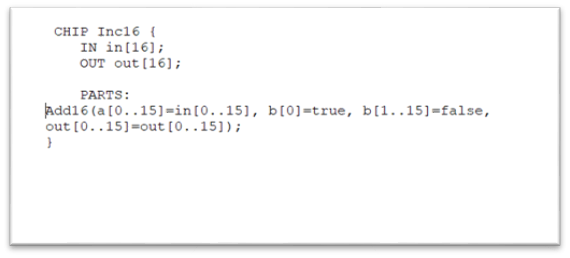 CHIP Inc16 {
IN in[16];
OUT out[16];
PARTS:
Add16(a[0..15]=in[0..15], b[0]=true, b[1..15]=false,
out[0..15]=out[0..15]);
}